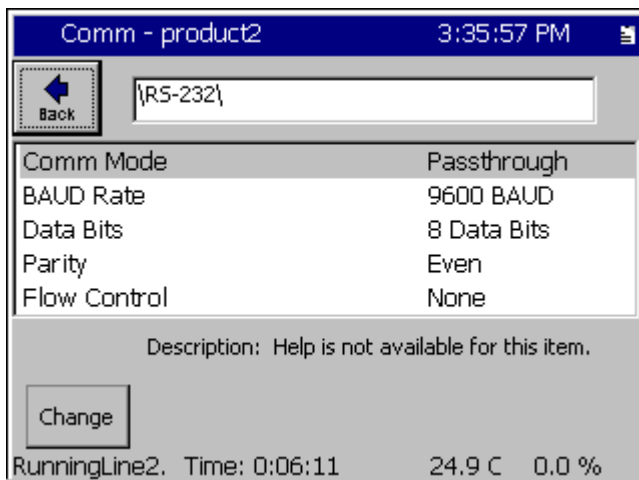 Comm - product2 3:35:57 PM
Back
\RS-232\
Comm Mode Passthrough
BAUD Rate 9600 BAUD
Data Bits 8 Data Bits
Parity Even
Flow Control None
Description: Help is not available for this item.
Change
RunningLine2. Time: 0:06:11 24.9 C 0.0 %